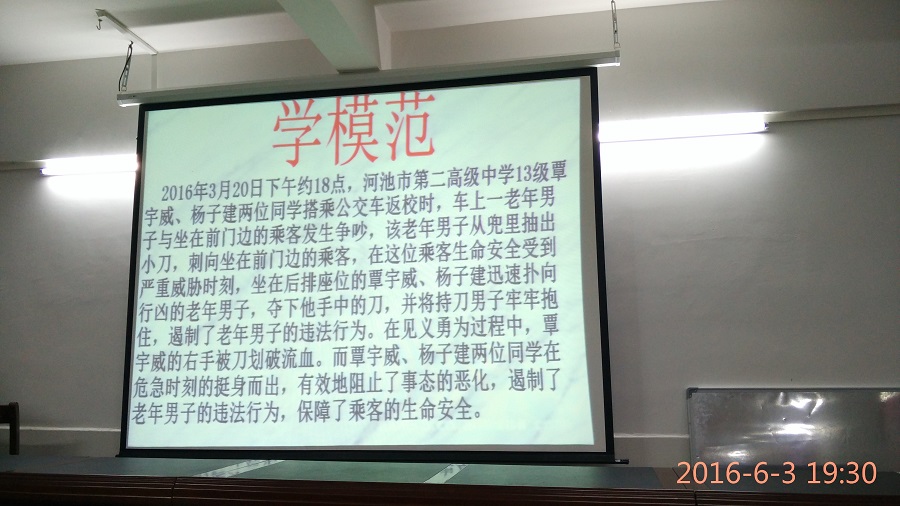 学模范
2016年3月20日下午约18点，河池市第二高级中学13级覃
宇威、杨子建两位同学搭乘公交车返校时，车上一老年男
子与坐在前门边的乘客发生争吵，该老年男子从兜里抽出
小刀，刺向坐在前门边的乘客，在这位乘客生命安全受到
严重威胁时刻，坐在后排座位的覃宇威、杨子建迅速扑向
行凶的老年男子，夺下他手中的刀，并将持刀男子牢牢抱
住，遏制了老年男子的违法行为。在见义勇为过程中，覃
宇威的右手被刀划破流血。而覃宇威、杨子建两位同学在
危急时刻的挺身而出，有效地阻止了事态的恶化，遏制了
老年男子的违法行为，保障了乘客的生命安全。
2016-6-3 19:30